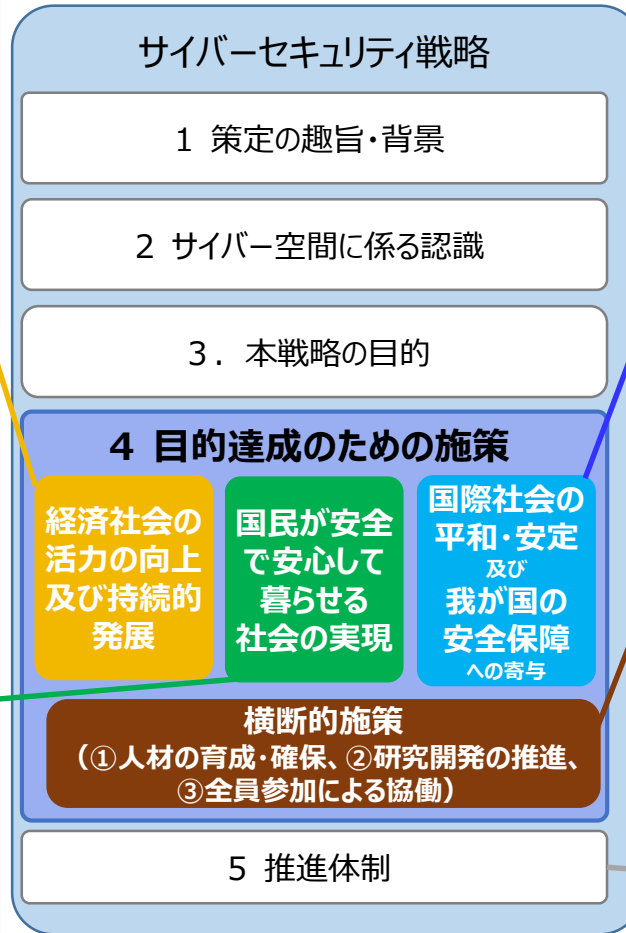 サイバーセキュリティ戦略
1 策定の趣旨・背景
2 サイバー空間に係る認識
3. 本戦略の目的
4 目的達成のための施策
経済社会の
活力の向上
及び持続的
発展
国民が安全
で安心して
暮らせる
社会の実現
国際社会の
平和・安定
及び
我が国の
安全保障
への寄与
横断的施策
（①人材の育成・確保、②研究開発の推進、
③全員参加による協働）
5 推進体制